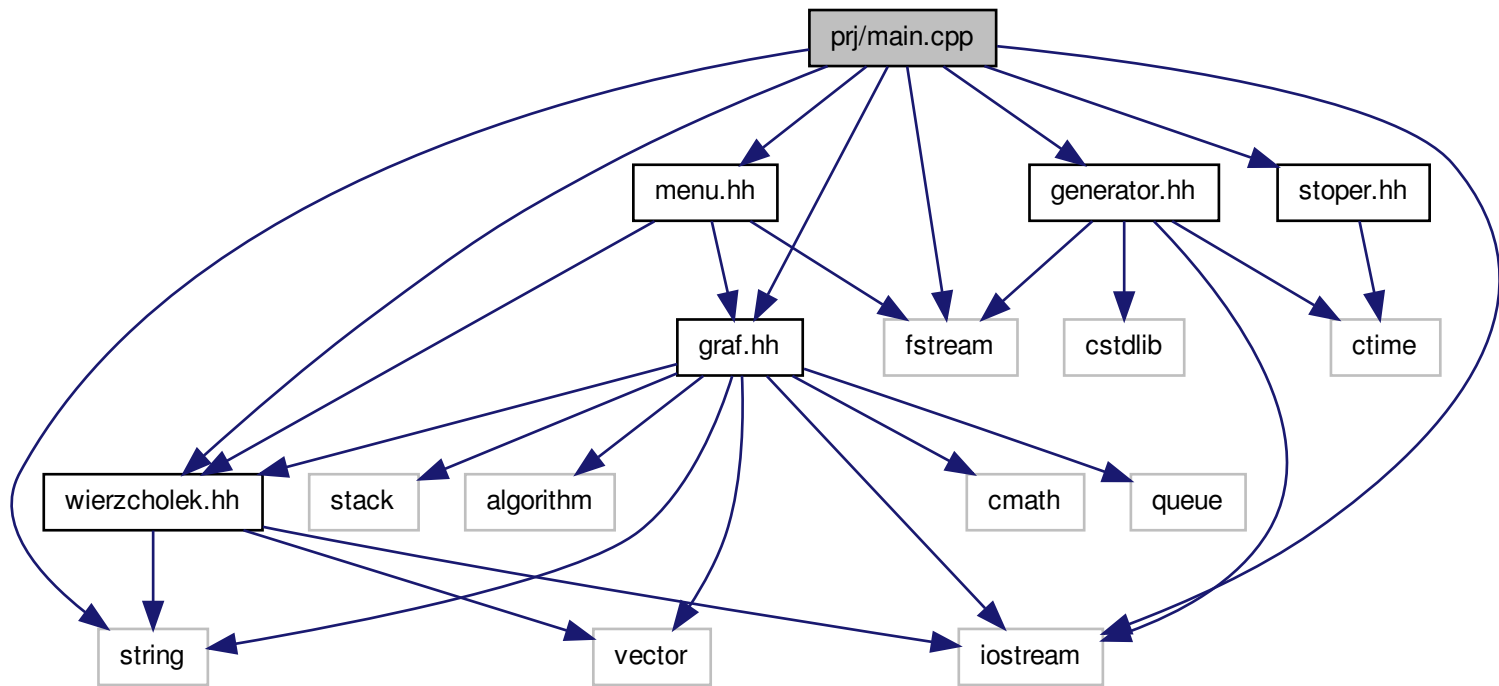 prj/main.cpp
menu.hh
generator.hh
stoper.hh
graf.hh
fstream
cstdlib
ctime
wierzcholek.hh
stack
algorithm
cmath
queue
string
vector
iostream